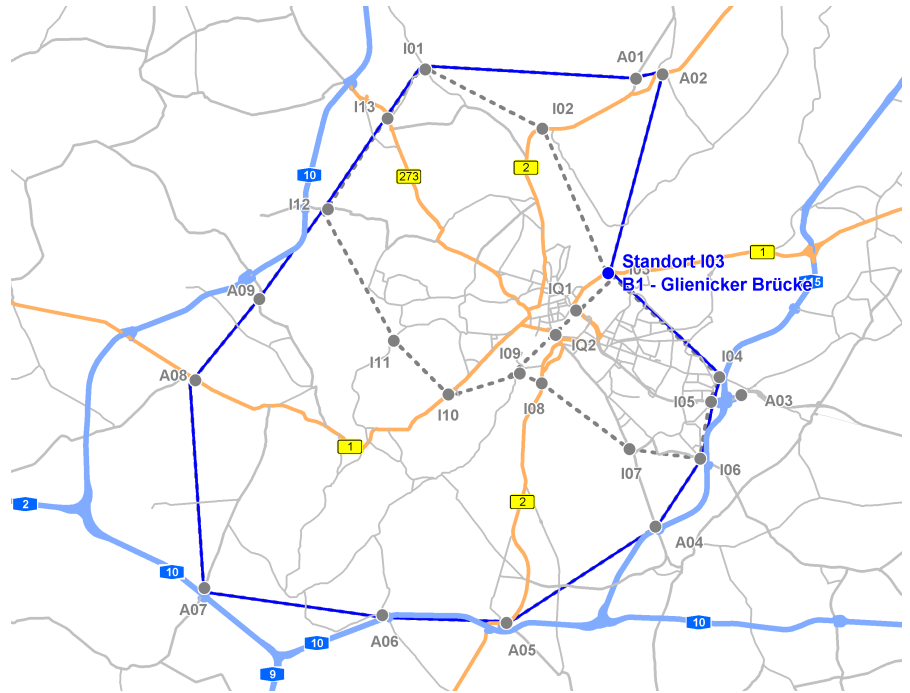 I01
A01
A02
I13
I02
10
273
2
I12
1
I03
Standort I03
B1 - Glienicker Brücke
115
A09
IQ1
I11
IQ2
I09
I04
A08
I10
I08
I05
A03
1
I07
I06
2
2
A04
10
A07
10
A06
A05
10
9